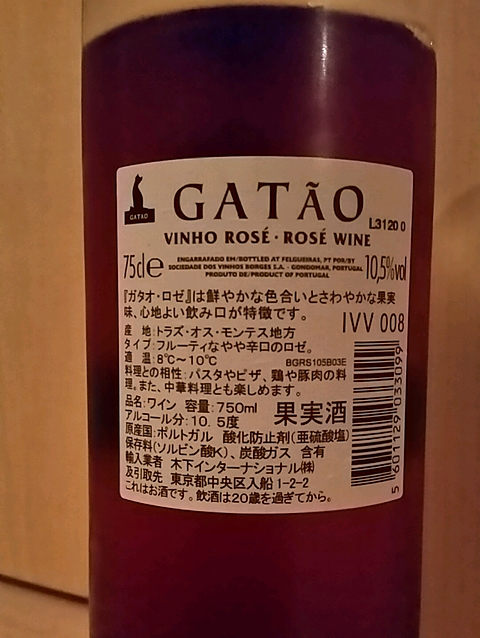 GATÃO
GATÃO
L3120 0
VINHO ROSÉ · ROSÉ WINE
75cl e
ENGARRAFADO EM/BOTTLED AT FELGUEIRAS, PT POR/BY
SOCIEDADE DOS VINHOS BORGES S.A. - GONDOMAR, PORTUGAL
PRODUTO DE/PRODUCT OF PORTUGAL
10,5%vol
『ガタオ・ロゼ』は鮮やかな色合いとさわやかな果実
味、心地よい飲み口が特徴です。
IVV 008
産 地:トラズ・オス・モンテス地方
タイプ:フルーティなやや辛口のロゼ。
適 温:8℃～10℃
BGRS105B03E
料理との相性:パスタやピザ、鶏や豚肉の料
理。また、中華料理とも楽しめます。
品名:ワイン 容量:750ml
果実酒
アルコール分:10.5度
原産国:ポルトガル 酸化防止剤(亜硫酸塩)
保存料(ソルビン酸K)、炭酸ガス 含有
輸入業者 木下インターナショナル㈱
及引取先 東京都中央区入船1-2-2
これはお酒です。飲酒は20歳を過ぎてから。
5 601129 033099